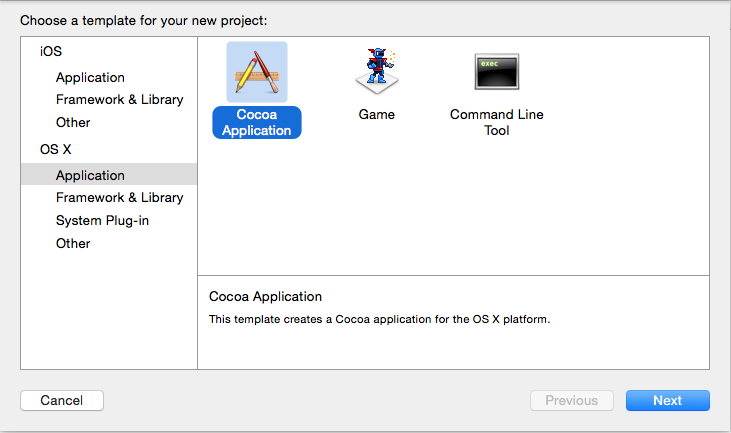 Choose a template for your new project:
iOS
Application
Framework & Library
Other
OS X
Application
Framework & Library
System Plug-in
Other
Cocoa
Application
Game
exec
Command Line
Tool
Cocoa Application
This template creates a Cocoa application for the OS X platform.
Cancel
Previous
Next